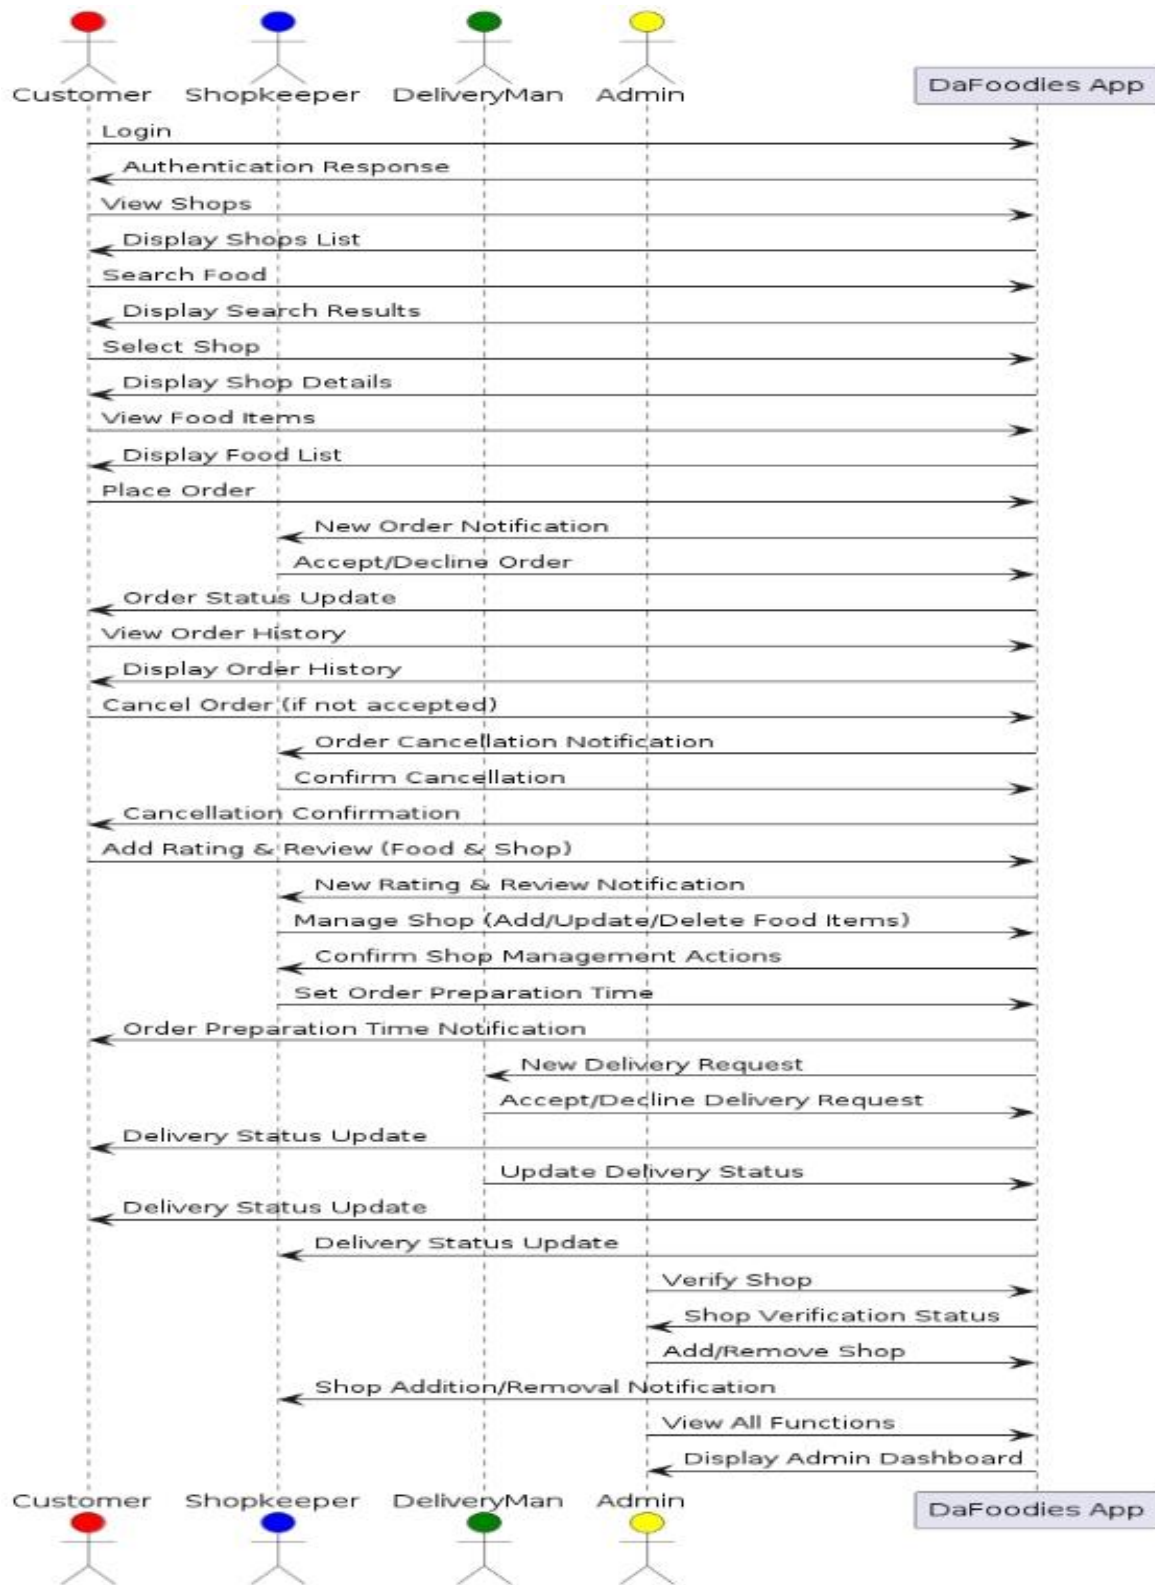 Customer Shopkeeper DeliveryMan Admin DaFoodies App
Login
Authentication Response
View Shops
Display Shops List
Search Food
Display Search Results
Select Shop
Display Shop Details
View Food Items
Display Food List
Place Order
New Order Notification
Accept/Decline Order
Order Status Update
View Order History
Display Order History
Cancel Order (if not accepted)
Order Cancellation Notification
Confirm Cancellation
Cancellation Confirmation
Add Rating & Review (Food & Shop)
New Rating & Review Notification
Manage Shop (Add/Update/Delete Food Items)
Confirm Shop Management Actions
Set Order Preparation Time
Order Preparation Time Notification
New Delivery Request
Accept/Decline Delivery Request
Delivery Status Update
Update Delivery Status
Delivery Status Update
Delivery Status Update
Verify Shop
Shop Verification Status
Add/Remove Shop
Shop Addition/Removal Notification
View All Functions
Display Admin Dashboard
Customer Shopkeeper DeliveryMan Admin DaFoodies App